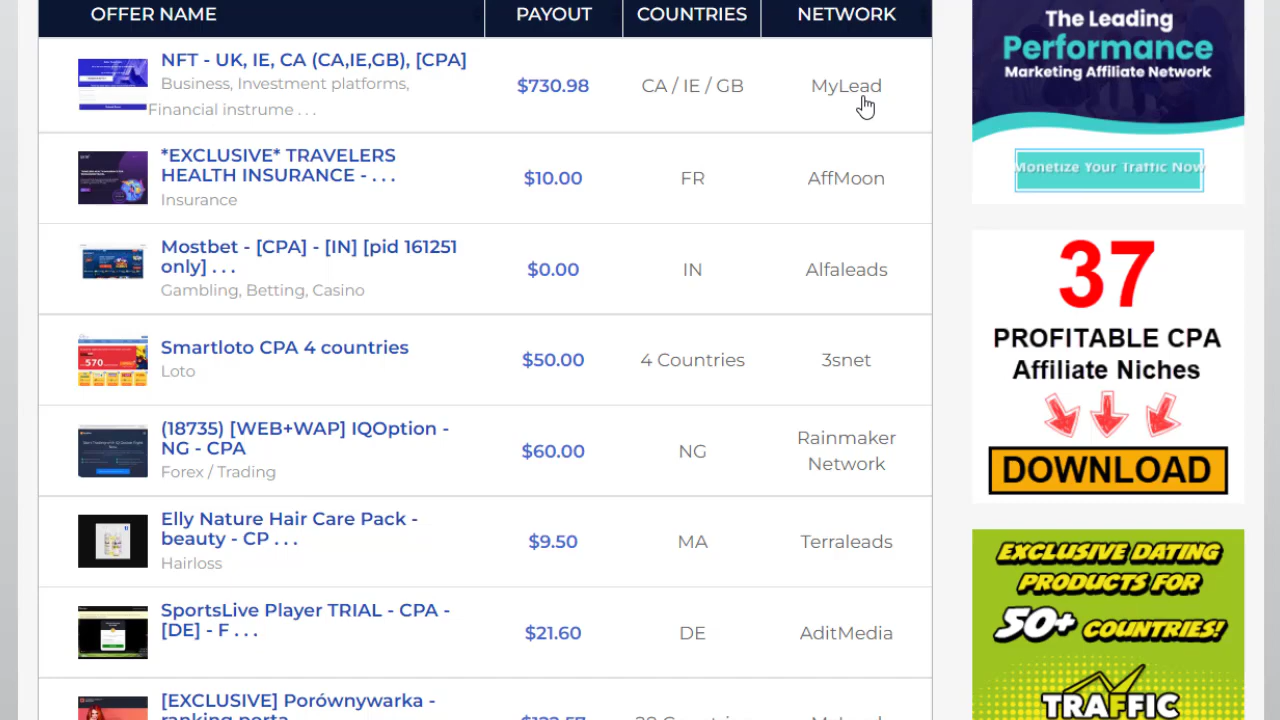 OFFER NAME PAYOUT COUNTRIES NETWORK
NFT - UK, IE, CA (CA,IE,GB), [CPA]
Business, Investment platforms,
Financial instrume . . .
$730.98 CA / IE / GB MyLead
*EXCLUSIVE* TRAVELERS
HEALTH INSURANCE - . . .
Insurance
$10.00 FR AffMoon
Mostbet - [CPA] - [IN] [pid 161251
only] . . .
Gambling, Betting, Casino
$0.00 IN Alfaleads
Smartloto CPA 4 countries
Loto
$50.00 4 Countries 3snet
570
(18735) [WEB+WAP] IQOption -
NG - CPA
Forex / Trading
$60.00 NG Rainmaker
Network
Elly Nature Hair Care Pack -
beauty - CP . . .
Hairloss
$9.50 MA Terraleads
SportsLive Player TRIAL - CPA -
[DE] - F . . .
$21.60 DE AditMedia
[EXCLUSIVE] Porównywarka -
The Leading
Performance
Marketing Affiliate Network
Monetize Your Traffic Now
37
PROFITABLE CPA
Affiliate Niches
DOWNLOAD
EXCLUSIVE DATING
PRODUCTS FOR
50+ COUNTRIES!
TRAFFIC